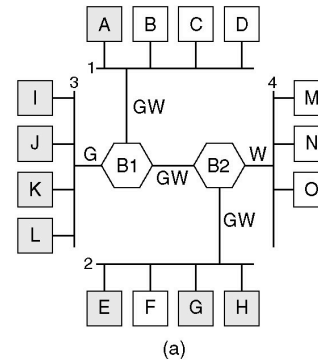 A B C D
1
3 4
I GW M
J N
G B1 GW B2 W
K O
L GW
2
E F G H
(a)